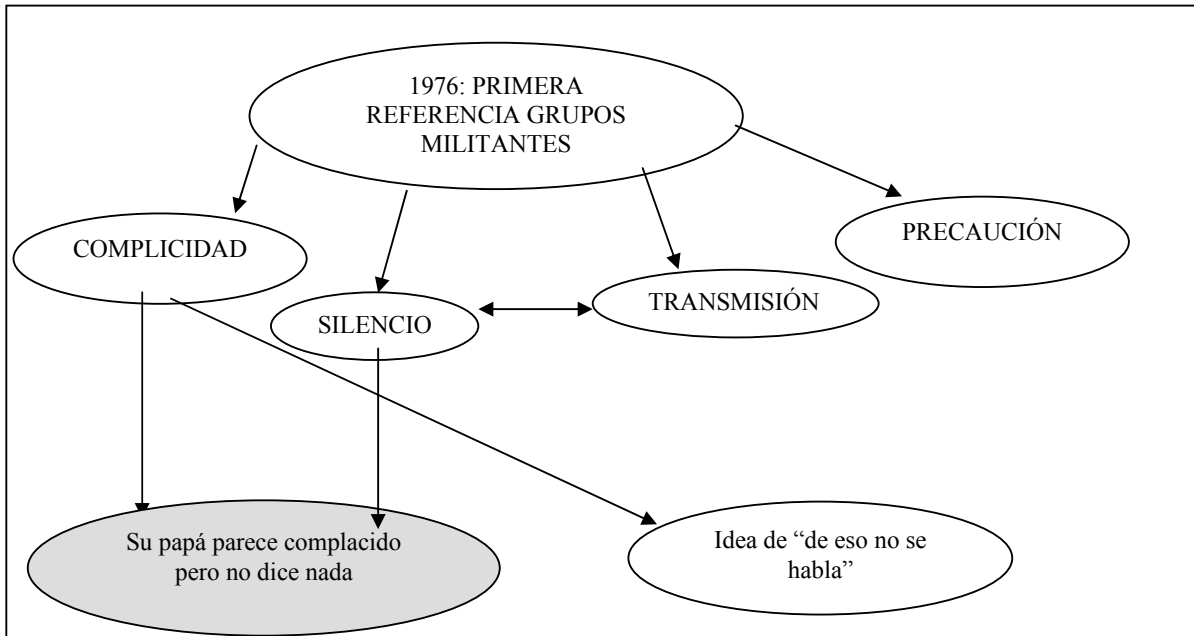 1976: PRIMERA
REFERENCIA GRUPOS
MILITANTES
COMPLICIDAD
PRECAUCIÓN
SILENCIO
TRANSMISIÓN
Su papá parece complacido
pero no dice nada
Idea de “de eso no se
habla”